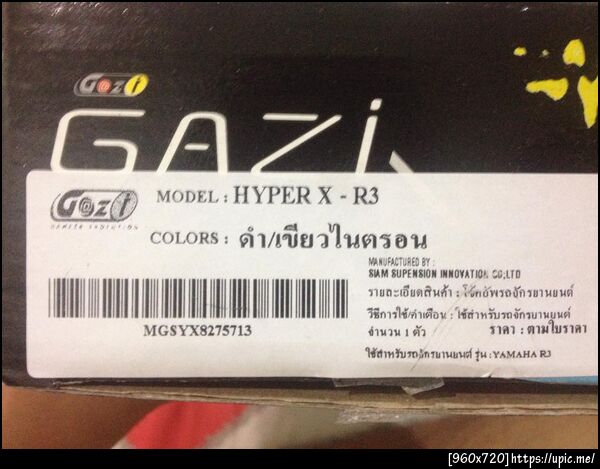 G@zi
GAZi
G@zi
MODEL : HYPER X - R3
COLORS : ดำ/เขียวไนตรอน
MANUFACTURED BY :
SIAM SUPENSION INNOVATION CO;LTD
รายละเอียดสินค้า : โช๊คอัพรถจักรยานยนต์
วิธีการใช้/คำเตือน : ใช้สำหรับรถจักรยานยนต์
จำนวน 1 ตัว ราคา : ตามใบราคา
MGSYX8275713
ใช้สำหรับรถจักรยานยนต์ รุ่น : YAMAHA R3
[960x720]https://upic.me/